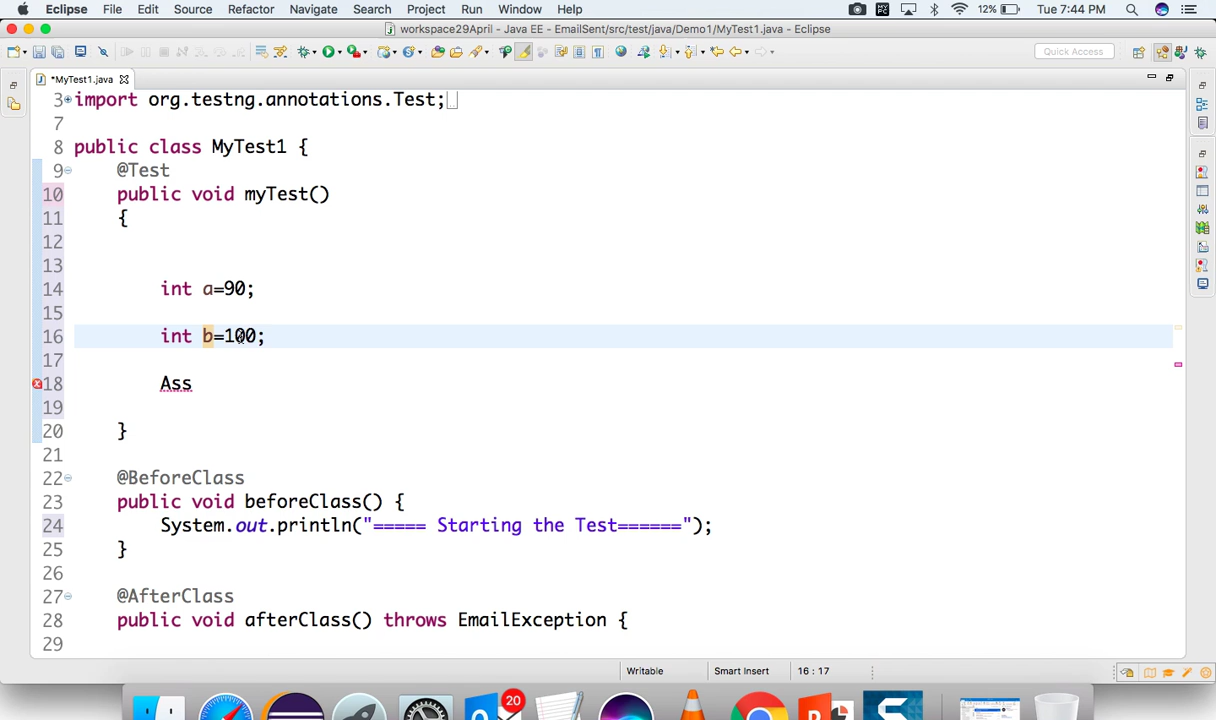 Eclipse File Edit Source Refactor Navigate Search Project Run Window Help 12% Tue 7:44 PM
workspace29April - Java EE - EmailSent/src/test/java/Demo1/MyTest1.java - Eclipse
Quick Access
*MyTest1.java
3 import org.testng.annotations.Test;
7
8 public class MyTest1 {
9 @Test
10 public void myTest()
11 {
12
13
14 int a=90;
15
16 int b=100;
17
18 Ass
19
20 }
21
22 @BeforeClass
23 public void beforeClass() {
24 System.out.println("===== Starting the Test======");
25 }
26
27 @AfterClass
28 public void afterClass() throws EmailException {
29
Writable Smart Insert 16 : 17
20